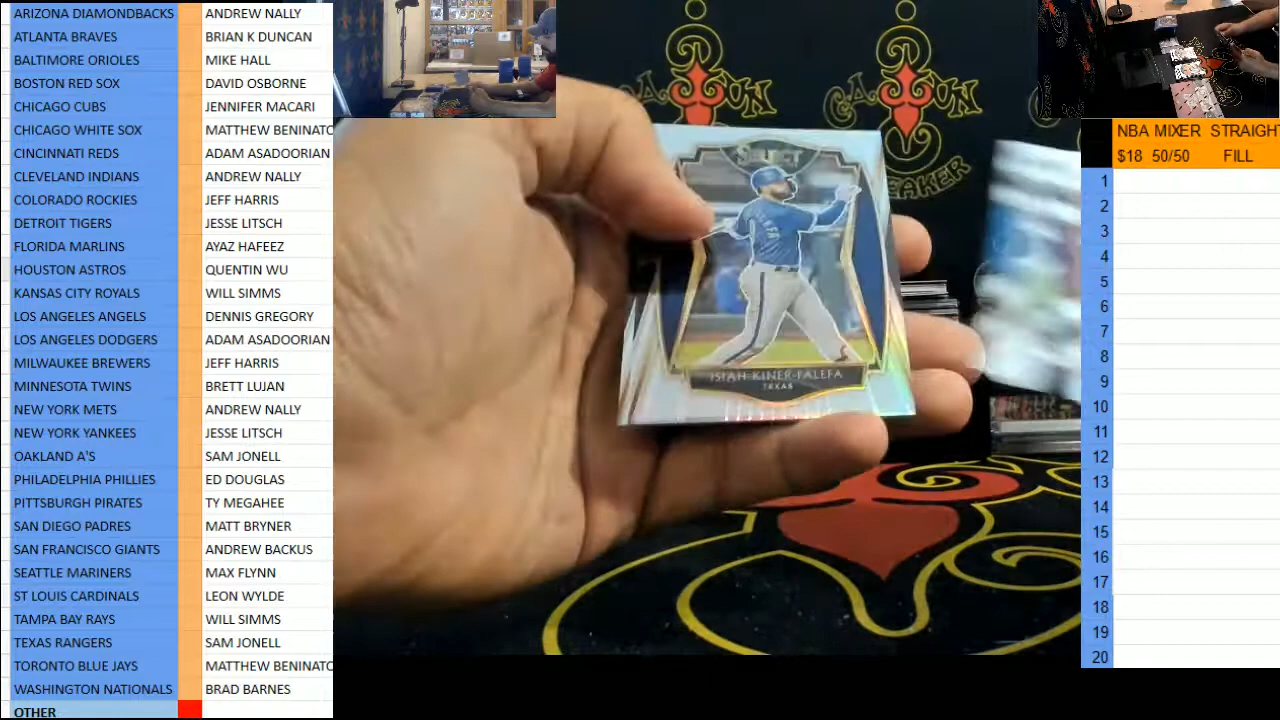 ARIZONA DIAMONDBACKS ANDREW NALLY
ATLANTA BRAVES BRIAN K DUNCAN
BALTIMORE ORIOLES MIKE HALL
BOSTON RED SOX DAVID OSBORNE
CHICAGO CUBS JENNIFER MACARI
CHICAGO WHITE SOX MATTHEW BENINATO
CINCINNATI REDS ADAM ASADOORIAN
CLEVELAND INDIANS ANDREW NALLY
COLORADO ROCKIES JEFF HARRIS
DETROIT TIGERS JESSE LITSCH
FLORIDA MARLINS AYAZ HAFEEZ
HOUSTON ASTROS QUENTIN WU
KANSAS CITY ROYALS WILL SIMMS
LOS ANGELES ANGELS DENNIS GREGORY
LOS ANGELES DODGERS ADAM ASADOORIAN
MILWAUKEE BREWERS JEFF HARRIS
MINNESOTA TWINS BRETT LUJAN
NEW YORK METS ANDREW NALLY
NEW YORK YANKEES JESSE LITSCH
OAKLAND A'S SAM JONELL
PHILADELPHIA PHILLIES ED DOUGLAS
PITTSBURGH PIRATES TY MEGAHEE
SAN DIEGO PADRES MATT BRYNER
SAN FRANCISCO GIANTS ANDREW BACKUS
SEATTLE MARINERS MAX FLYNN
ST LOUIS CARDINALS LEON WYLDE
TAMPA BAY RAYS WILL SIMMS
TEXAS RANGERS SAM JONELL
TORONTO BLUE JAYS MATTHEW BENINATO
WASHINGTON NATIONALS BRAD BARNES
OTHER
SELECT
ISIAH KINER-FALEFA
TEXAS
CAJUN
BREAKER
NBA MIXER STRAIGHT
$18 50/50 FILL
1
2
3
4
5
6
7
8
9
10
11
12
13
14
15
16
17
18
19
20